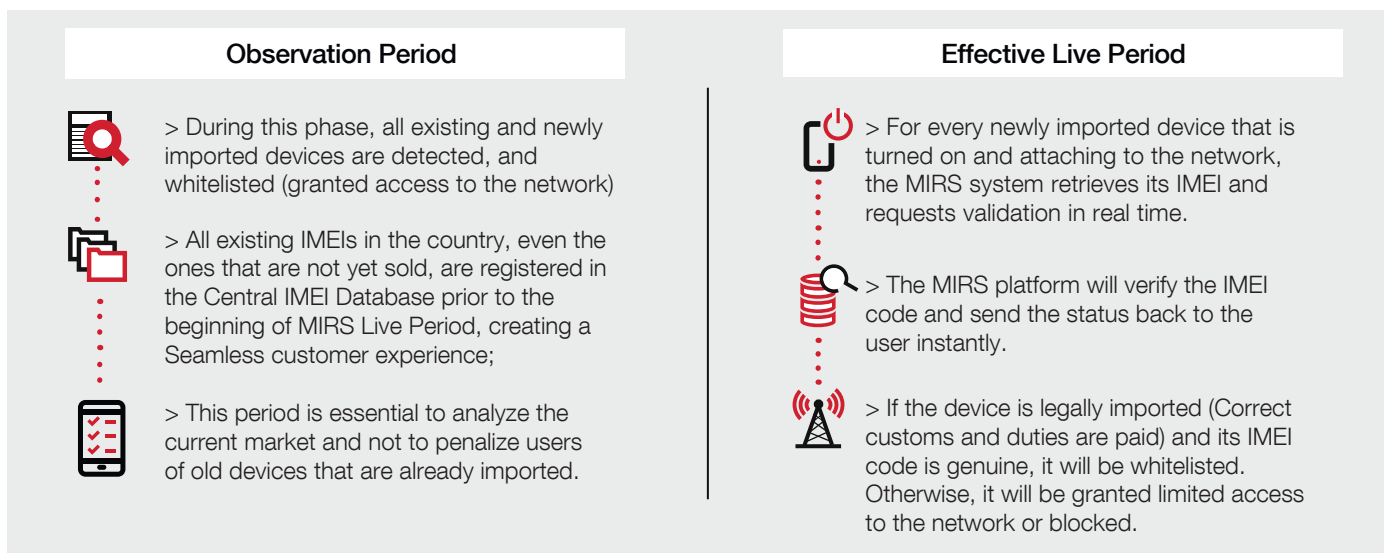 Observation Period
> During this phase, all existing and newly
imported devices are detected, and
whitelisted (granted access to the network)
> All existing IMEIs in the country, even the
ones that are not yet sold, are registered in
the Central IMEI Database prior to the
beginning of MIRS Live Period, creating a
Seamless customer experience;
> This period is essential to analyze the
current market and not to penalize users
of old devices that are already imported.
Effective Live Period
> For every newly imported device that is
turned on and attaching to the network,
the MIRS system retrieves its IMEI and
requests validation in real time.
> The MIRS platform will verify the IMEI
code and send the status back to the
user instantly.
> If the device is legally imported (Correct
customs and duties are paid) and its IMEI
code is genuine, it will be whitelisted.
Otherwise, it will be granted limited access
to the network or blocked.